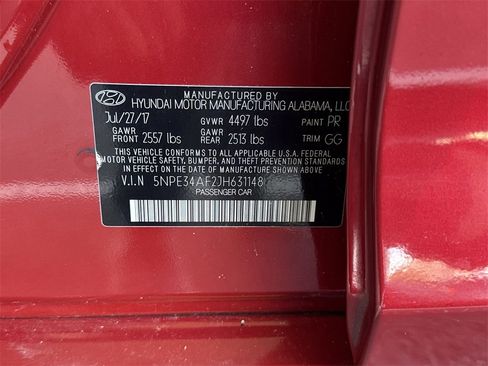 MANUFACTURED BY
HYUNDAI MOTOR MANUFACTURING ALABAMA, LLC
Jul/27/17 GVWR 4497 lbs PAINT PR
GAWR FRONT 2557 lbs GAWR REAR 2513 lbs TRIM GG
THIS VEHICLE CONFORMS TO ALL APPLICABLE U.S. FEDERAL
MOTOR VEHICLE SAFETY, BUMPER, AND THEFT PREVENTION
STANDARDS IN EFFECT ON THE DATE OF MANUFACTURE
V.I.N 5NPE34AF2JH631148
PASSENGER CAR